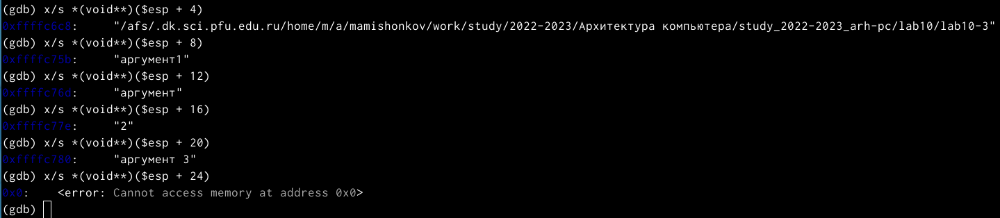 (gdb) x/s *(void**)($esp + 4)
0xffffc6c8: "/afs/.dk.sci.pfu.edu.ru/home/m/a/mamishonkov/work/study/2022-2023/Архитектура компьютера/study_2022-2023_arh-pc/lab10/lab10-3"
(gdb) x/s *(void**)($esp + 8)
0xffffc75b: "аргумент1"
(gdb) x/s *(void**)($esp + 12)
0xffffc76d: "аргумент"
(gdb) x/s *(void**)($esp + 16)
0xffffc77e: "2"
(gdb) x/s *(void**)($esp + 20)
0xffffc780: "аргумент 3"
(gdb) x/s *(void**)($esp + 24)
0x0: <error: Cannot access memory at address 0x0>
(gdb)